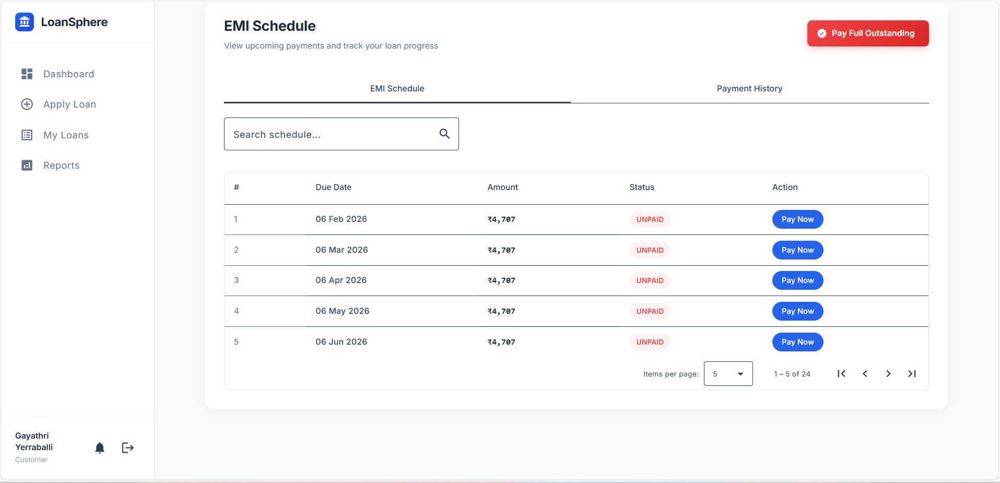 LoanSphere
Dashboard
Apply Loan
My Loans
Reports
Gayathri
Yerraballi
Customer
EMI Schedule
View upcoming payments and track your loan progress
Pay Full Outstanding
EMI Schedule Payment History
Search schedule...
# Due Date Amount Status Action
1 06 Feb 2026 ₹4,707 UNPAID Pay Now
2 06 Mar 2026 ₹4,707 UNPAID Pay Now
3 06 Apr 2026 ₹4,707 UNPAID Pay Now
4 06 May 2026 ₹4,707 UNPAID Pay Now
5 06 Jun 2026 ₹4,707 UNPAID Pay Now
Items per page: 5 1 – 5 of 24